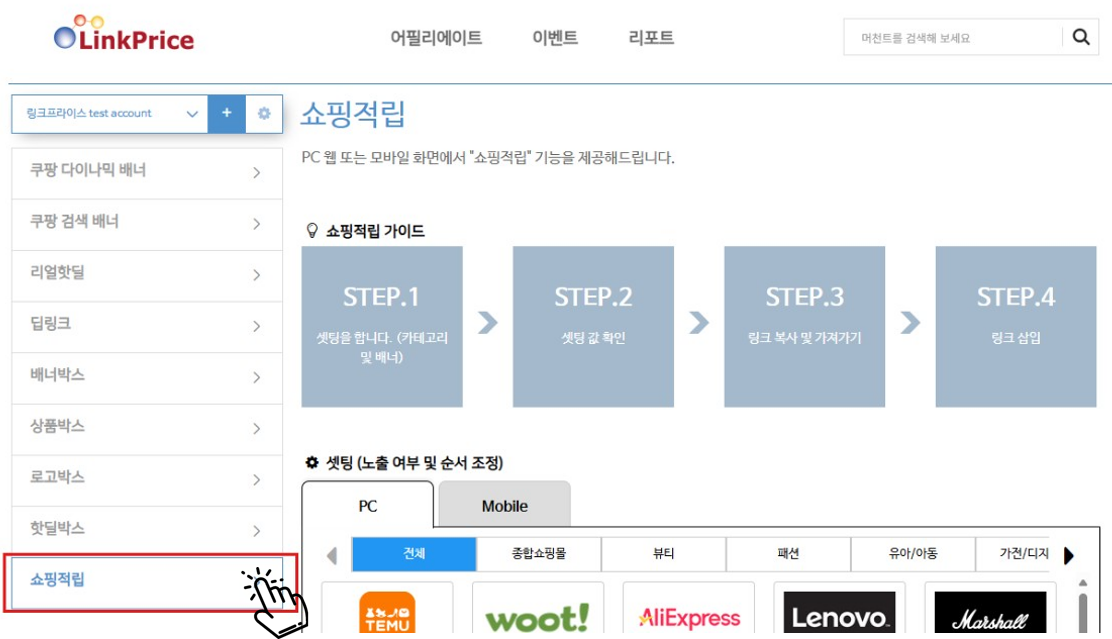 LinkPrice
어필리에이트 이벤트 리포트
머천트를 검색해 보세요
링크프라이스 test account
+
쿠팡 다이나믹 배너
쿠팡 검색 배너
리얼핫딜
딥링크
배너박스
상품박스
로고박스
핫딜박스
쇼핑적립
쇼핑적립
PC 웹 또는 모바일 화면에서 "쇼핑적립" 기능을 제공해드립니다.
쇼핑적립 가이드
STEP.1
셋팅을 합니다. (카테고리
및 배너)
STEP.2
셋팅 값 확인
STEP.3
링크 복사 및 가져가기
STEP.4
링크 삽입
셋팅 (노출 여부 및 순서 조정)
PC Mobile
전체 종합쇼핑몰 뷰티 패션 유아/아동 가전/디지
TEMU woot! AliExpress Lenovo Marshall